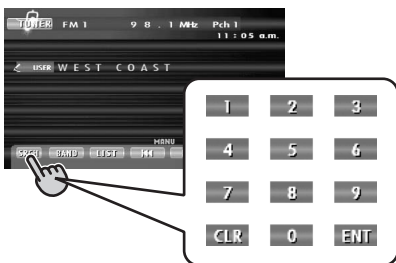 TUNER FM 1 9 8 . 1 MHz Pch 1
11 : 05 a.m.
USER WEST COAST
MANU
SRCH BAND LIST
1 2 3
4 5 6
7 8 9
CLR 0 ENT